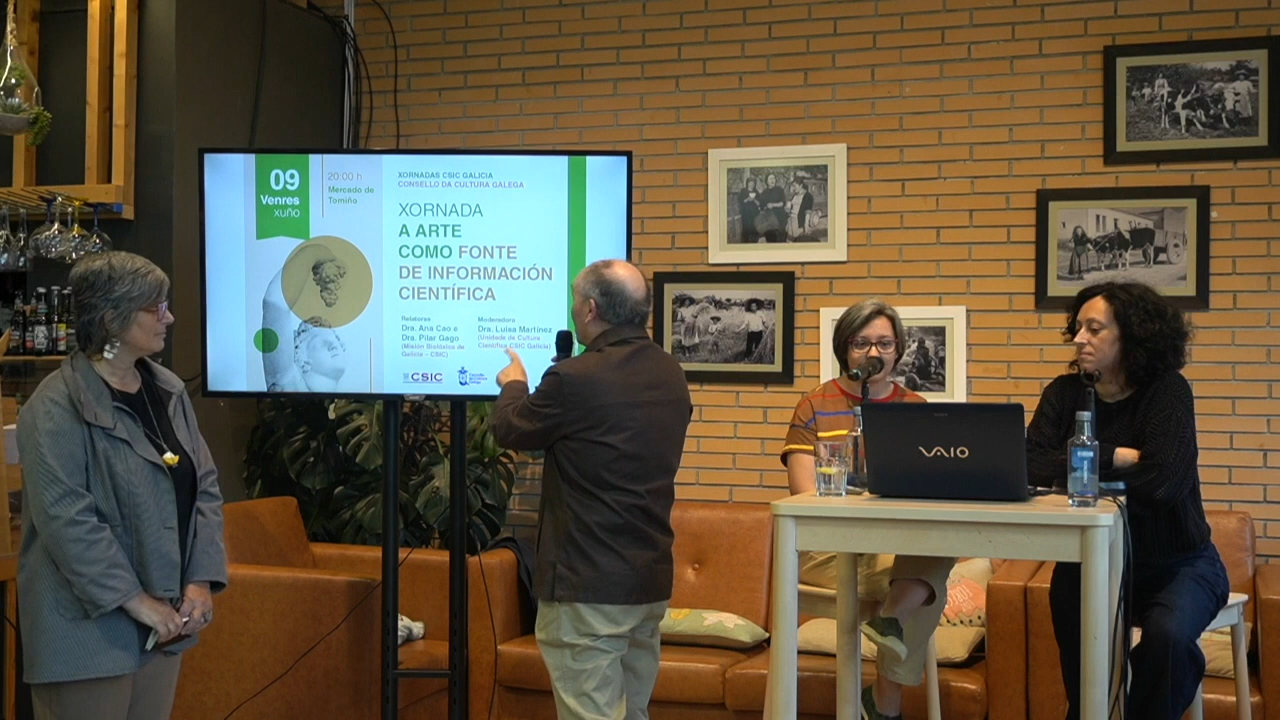 09
Venres
xuño
20:00 h
Mercado de
Tomiño
XORNADAS CSIC GALICIA
CONSELLO DA CULTURA GALEGA
XORNADA
A ARTE
COMO FONTE
DE INFORMACIÓN
CIENTÍFICA
Relatoras
Dra. Ana Cao e
Dra. Pilar Gago
(Misión Biolóxica de
Galicia – CSIC)
Moderadora
Dra. Luisa Martínez
(Unidade de Cultura
Científica CSIC Galicia)
CSIC
VAIO